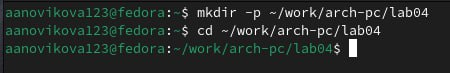 aanovikova123@fedora:~$ mkdir -p ~/work/arch-pc/lab04
aanovikova123@fedora:~$ cd ~/work/arch-pc/lab04
aanovikova123@fedora:~/work/arch-pc/lab04$